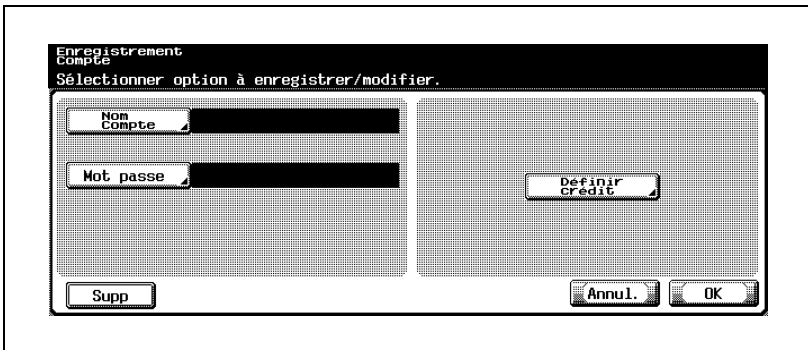 Enregistrement
Compte
Sélectionner option à enregistrer/modifier.
Nom
Compte
Mot passe
Définir
crédit
Supp
Annul.
OK